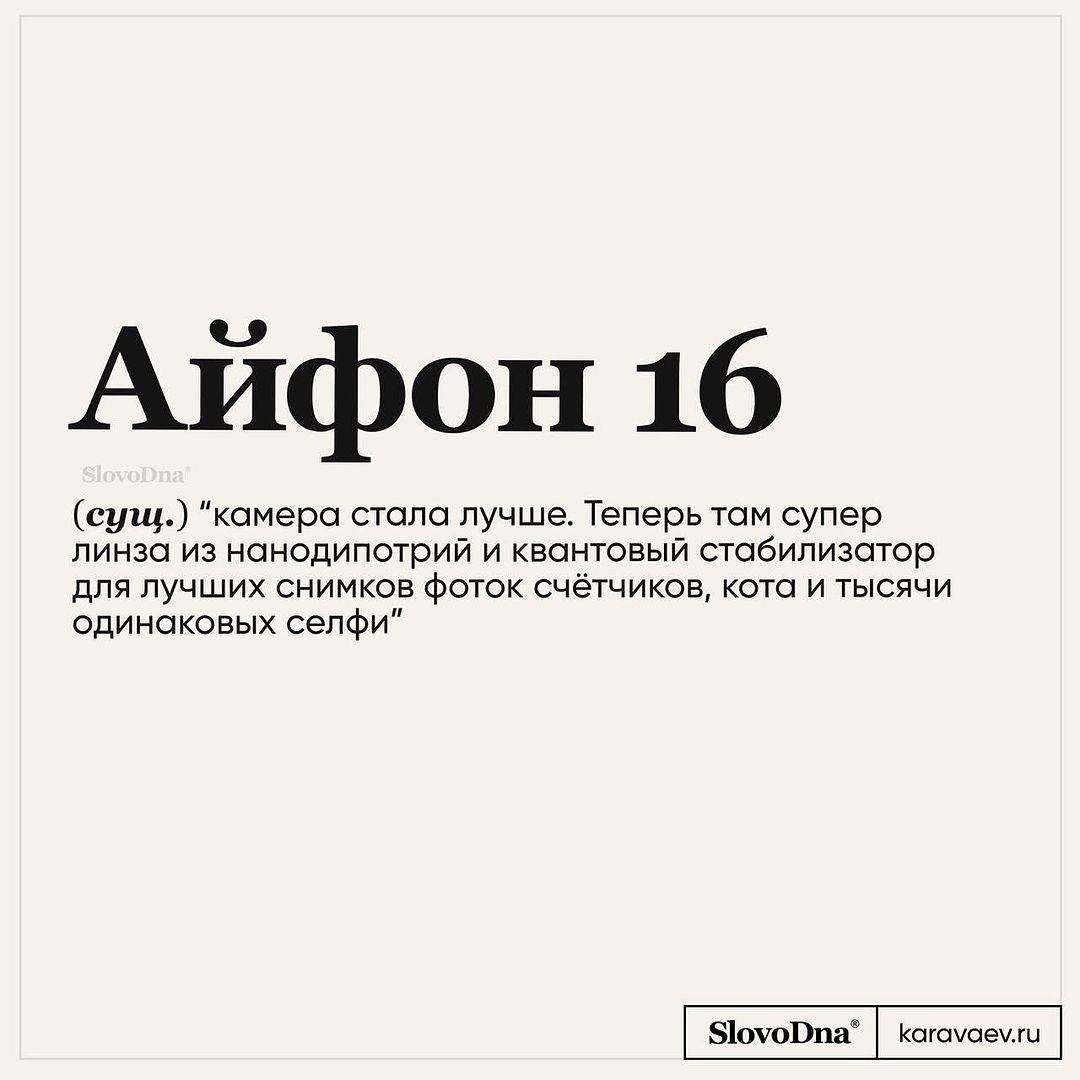 Айфон 16
SlovoDna®
(сущ.) “камера стала лучше. Теперь там супер
линза из нанодипотрий и квантовый стабилизатор
для лучших снимков фоток счётчиков, кота и тысячи
одинаковых селфи”
SlovoDna® karavaev.ru